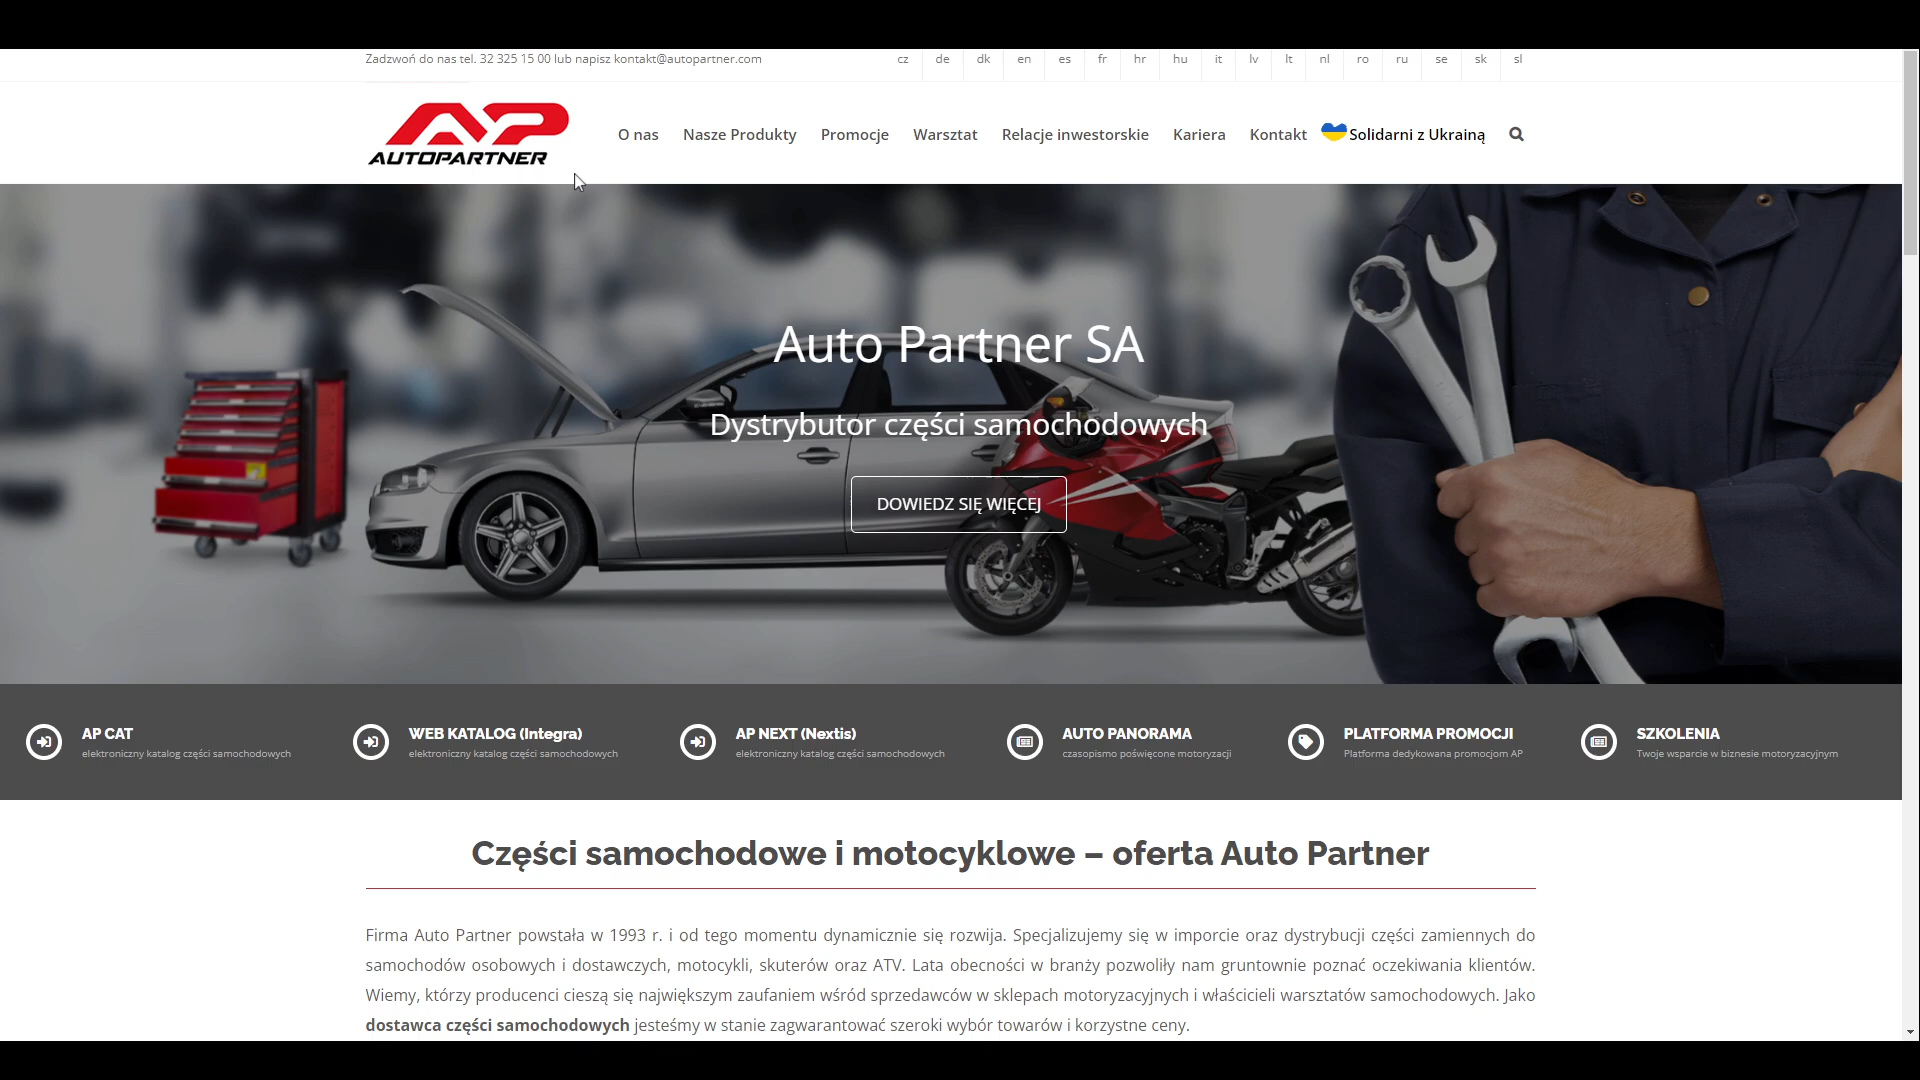 Zadzwoń do nas tel. 32 325 15 00 lub napisz kontakt@autopartner.com
cz de dk en es fr hr hu it lv lt nl ro ru se sk sl
AP
AUTOPARTNER
O nas Nasze Produkty Promocje Warsztat Relacje inwestorskie Kariera Kontakt Solidarni z Ukrainą
Auto Partner SA
Dystrybutor części samochodowych
DOWIEDZ SIĘ WIĘCEJ
AP CAT
elektroniczny katalog części samochodowych
WEB KATALOG (Integra)
elektroniczny katalog części samochodowych
AP NEXT (Nextis)
elektroniczny katalog części samochodowych
AUTO PANORAMA
czasopismo poświęcone motoryzacji
PLATFORMA PROMOCJI
Platforma dedykowana promocjom AP
SZKOLENIA
Twoje wsparcie w biznesie motoryzacyjnym
Części samochodowe i motocyklowe – oferta Auto Partner
Firma Auto Partner powstała w 1993 r. i od tego momentu dynamicznie się rozwija. Specjalizujemy się w imporcie oraz dystrybucji części zamiennych do
samochodów osobowych i dostawczych, motocykli, skuterów oraz ATV. Lata obecności w branży pozwoliły nam gruntownie poznać oczekiwania klientów.
Wiemy, którzy producenci cieszą się największym zaufaniem wśród sprzedawców w sklepach motoryzacyjnych i właścicieli warsztatów samochodowych. Jako
dostawca części samochodowych jesteśmy w stanie zagwarantować szeroki wybór towarów i korzystne ceny.